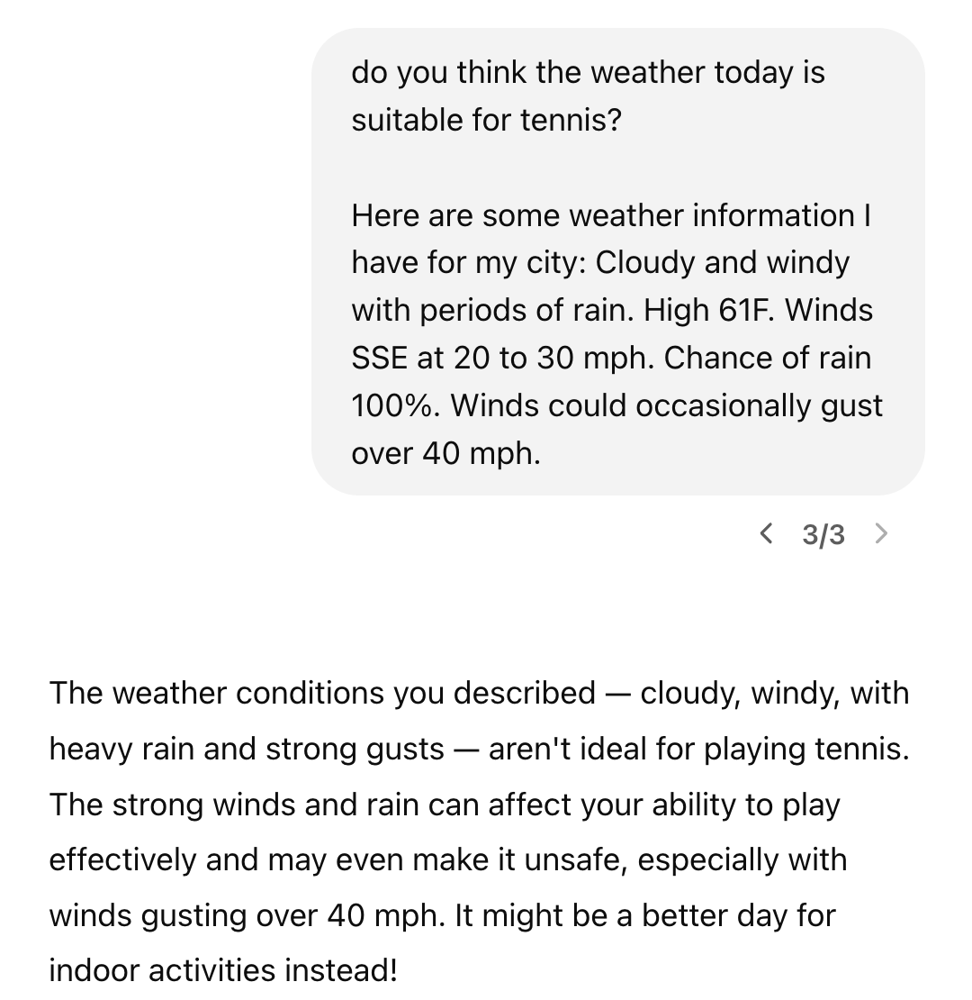 do you think the weather today is
suitable for tennis?
Here are some weather information I
have for my city: Cloudy and windy
with periods of rain. High 61F. Winds
SSE at 20 to 30 mph. Chance of rain
100%. Winds could occasionally gust
over 40 mph.
3/3
The weather conditions you described — cloudy, windy, with
heavy rain and strong gusts — aren't ideal for playing tennis.
The strong winds and rain can affect your ability to play
effectively and may even make it unsafe, especially with
winds gusting over 40 mph. It might be a better day for
indoor activities instead!